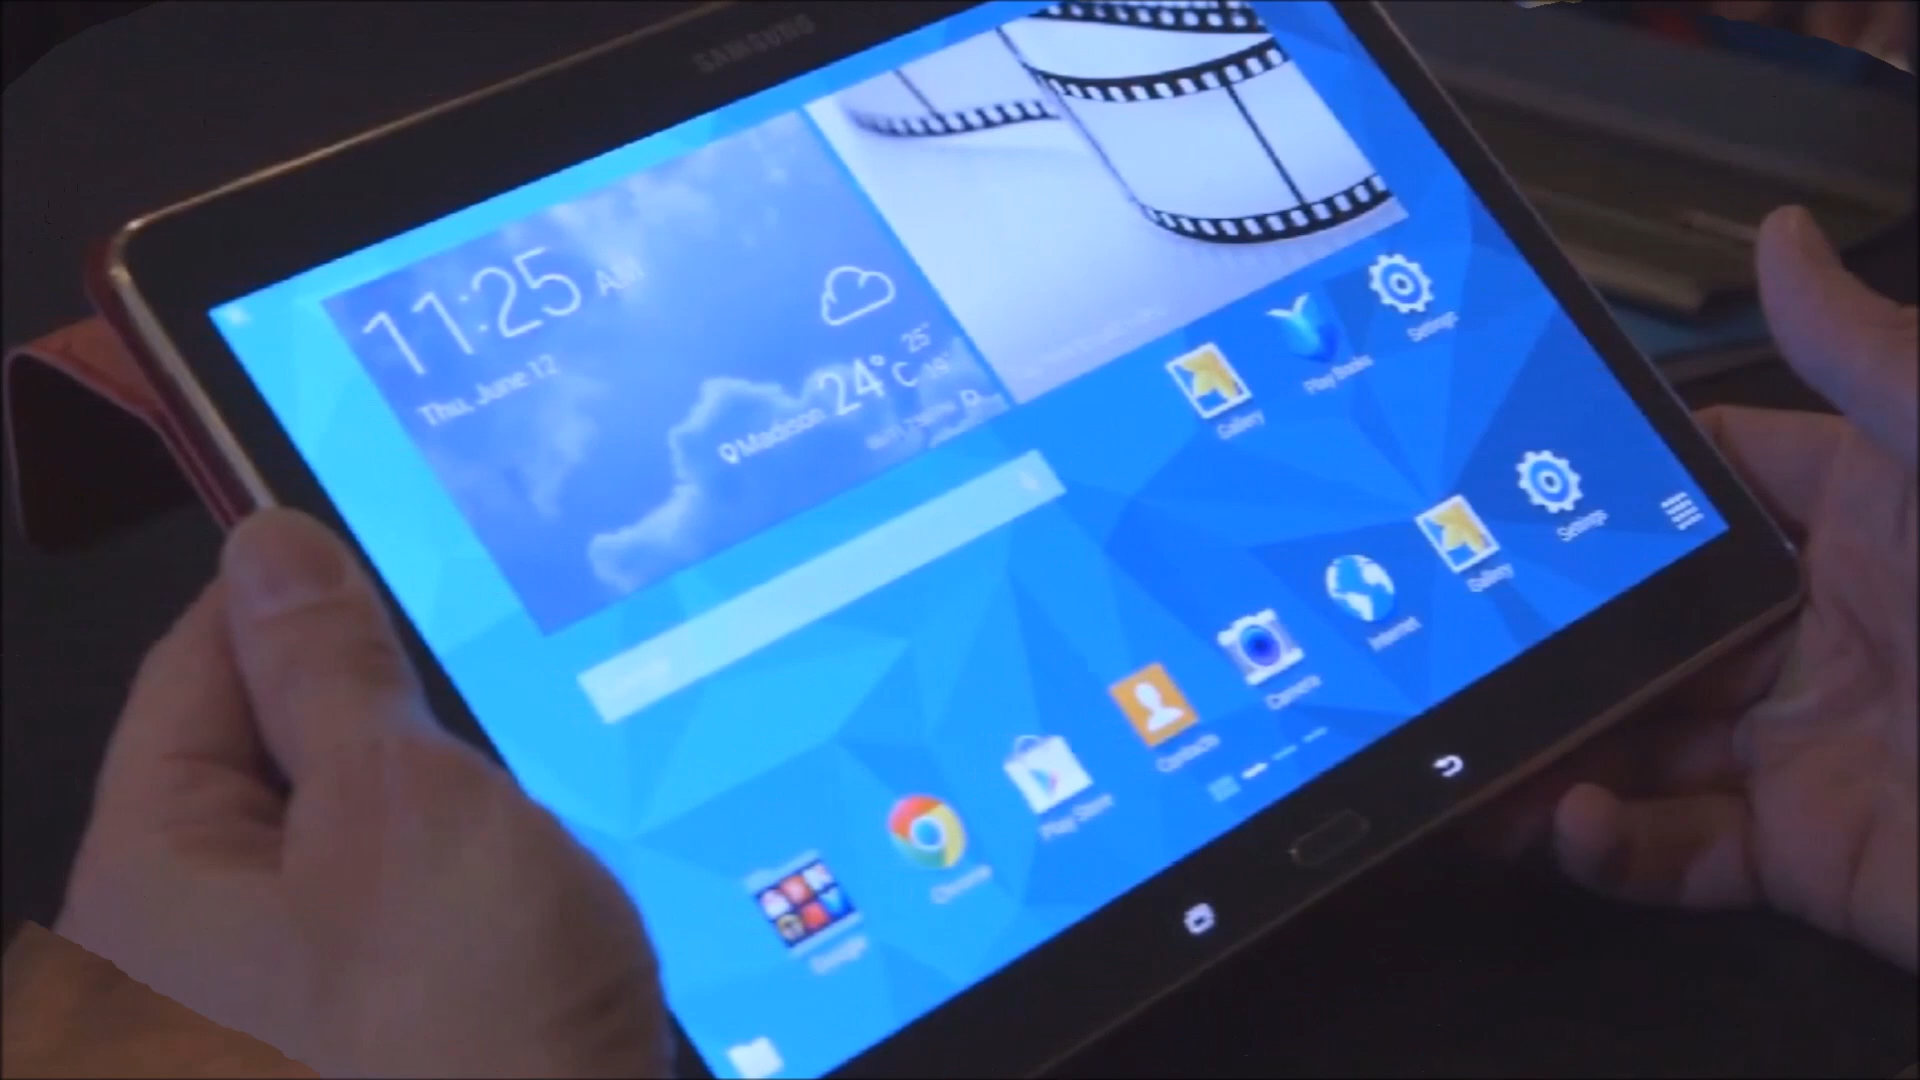 SAMSUNG
11:25 AM
Thu, June 12
Madison 24°C
25°
19°
Gallery
Play Books
Settings
Google
Chrome
Play Store
Contacts
Camera
Internet
Gallery
Settings